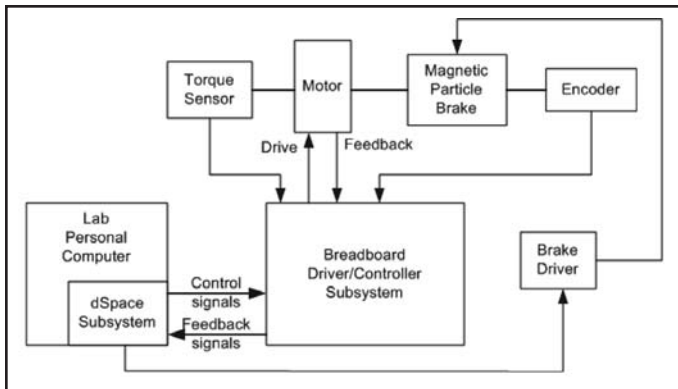 Torque
Sensor
Motor
Magnetic
Particle
Brake
Encoder
Drive
Feedback
Lab
Personal
Computer
dSpace
Subsystem
Control
signals
Feedback
signals
Breadboard
Driver/Controller
Subsystem
Brake
Driver